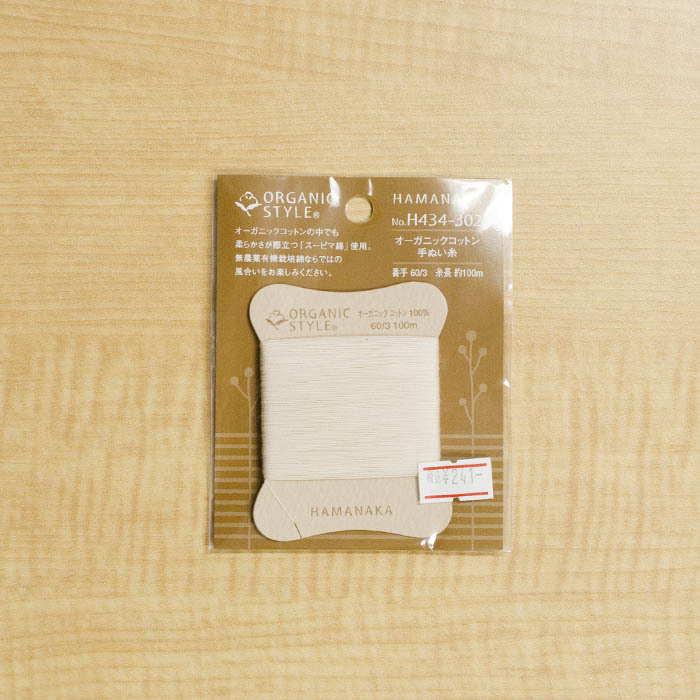 ORGANIC
STYLE®
オーガニックコットンの中でも
柔らかさが際立つ「スーピマ綿」使用。
無農薬有機栽培綿ならではの
風合いをお楽しみください。
HAMANAKA
No.H434-302
オーガニックコットン
手ぬい糸
番手 60/3 糸長 約100m
ORGANIC
STYLE®
オーガニック コットン 100%
60/3 100m
HAMANAKA
税込¥241-